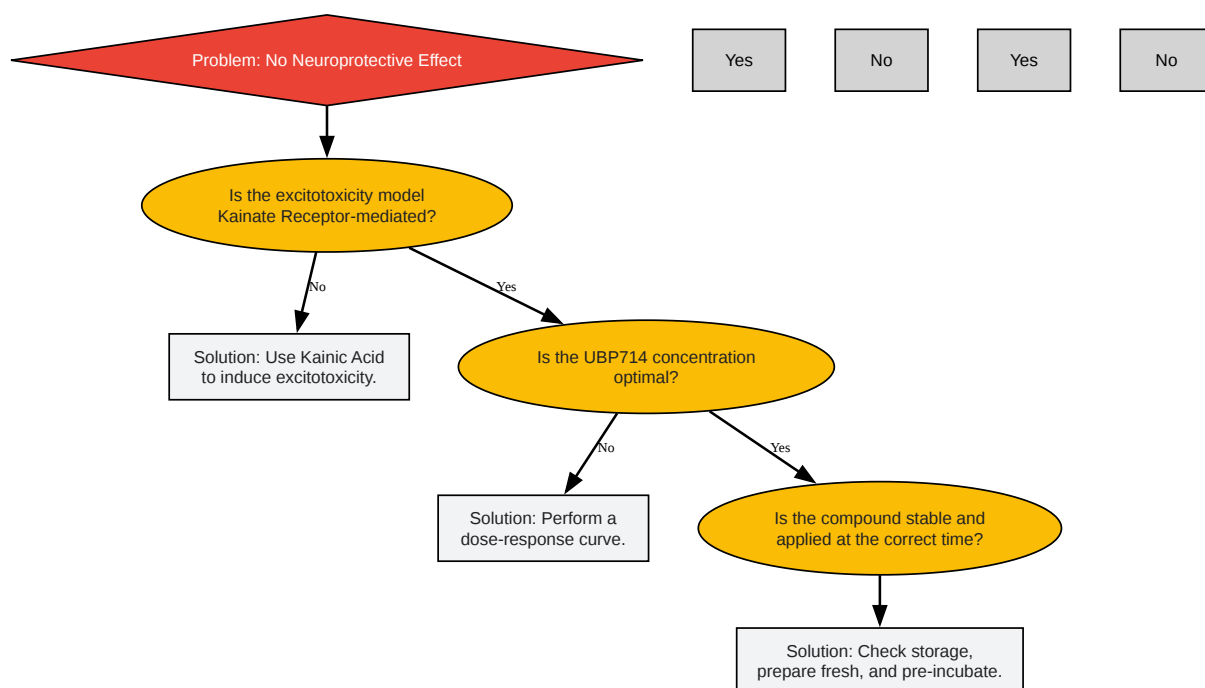 Problem: No Neuroprotective Effect
Yes
No
Yes
No
Is the excitotoxicity model
Kainate Receptor-mediated?
No
Yes
Solution: Use Kainic Acid
to induce excitotoxicity.
Is the UBP714 concentration
optimal?
No
Yes
Solution: Perform a
dose-response curve.
Is the compound stable and
applied at the correct time?
Solution: Check storage,
prepare fresh, and pre-incubate.